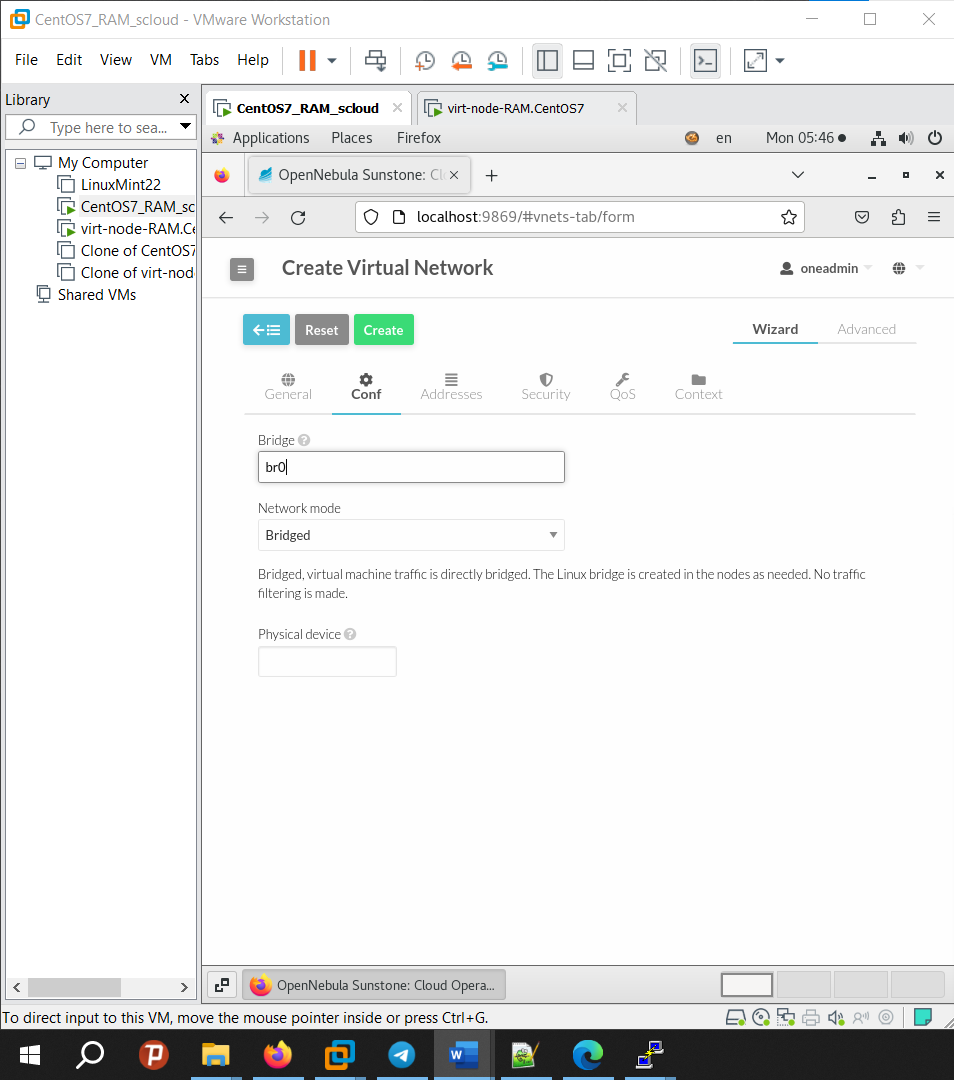 CentOS7_RAM_scloud - VMware Workstation
File Edit View VM Tabs Help
Library
Type here to sea...
My Computer
LinuxMint22
CentOS7_RAM_sc
virt-node-RAM.Ce
Clone of CentOS7
Clone of virt-nod
Shared VMs
CentOS7_RAM_scloud
virt-node-RAM.CentOS7
Applications Places Firefox en Mon 05:46
OpenNebula Sunstone: Clo
localhost:9869/#vnets-tab/form
Create Virtual Network oneadmin
Reset Create Wizard Advanced
General Conf Addresses Security QoS Context
Bridge
br0
Network mode
Bridged
Bridged, virtual machine traffic is directly bridged. The Linux bridge is created in the nodes as needed. No traffic
filtering is made.
Physical device
OpenNebula Sunstone: Cloud Opera...
To direct input to this VM, move the mouse pointer inside or press Ctrl+G.